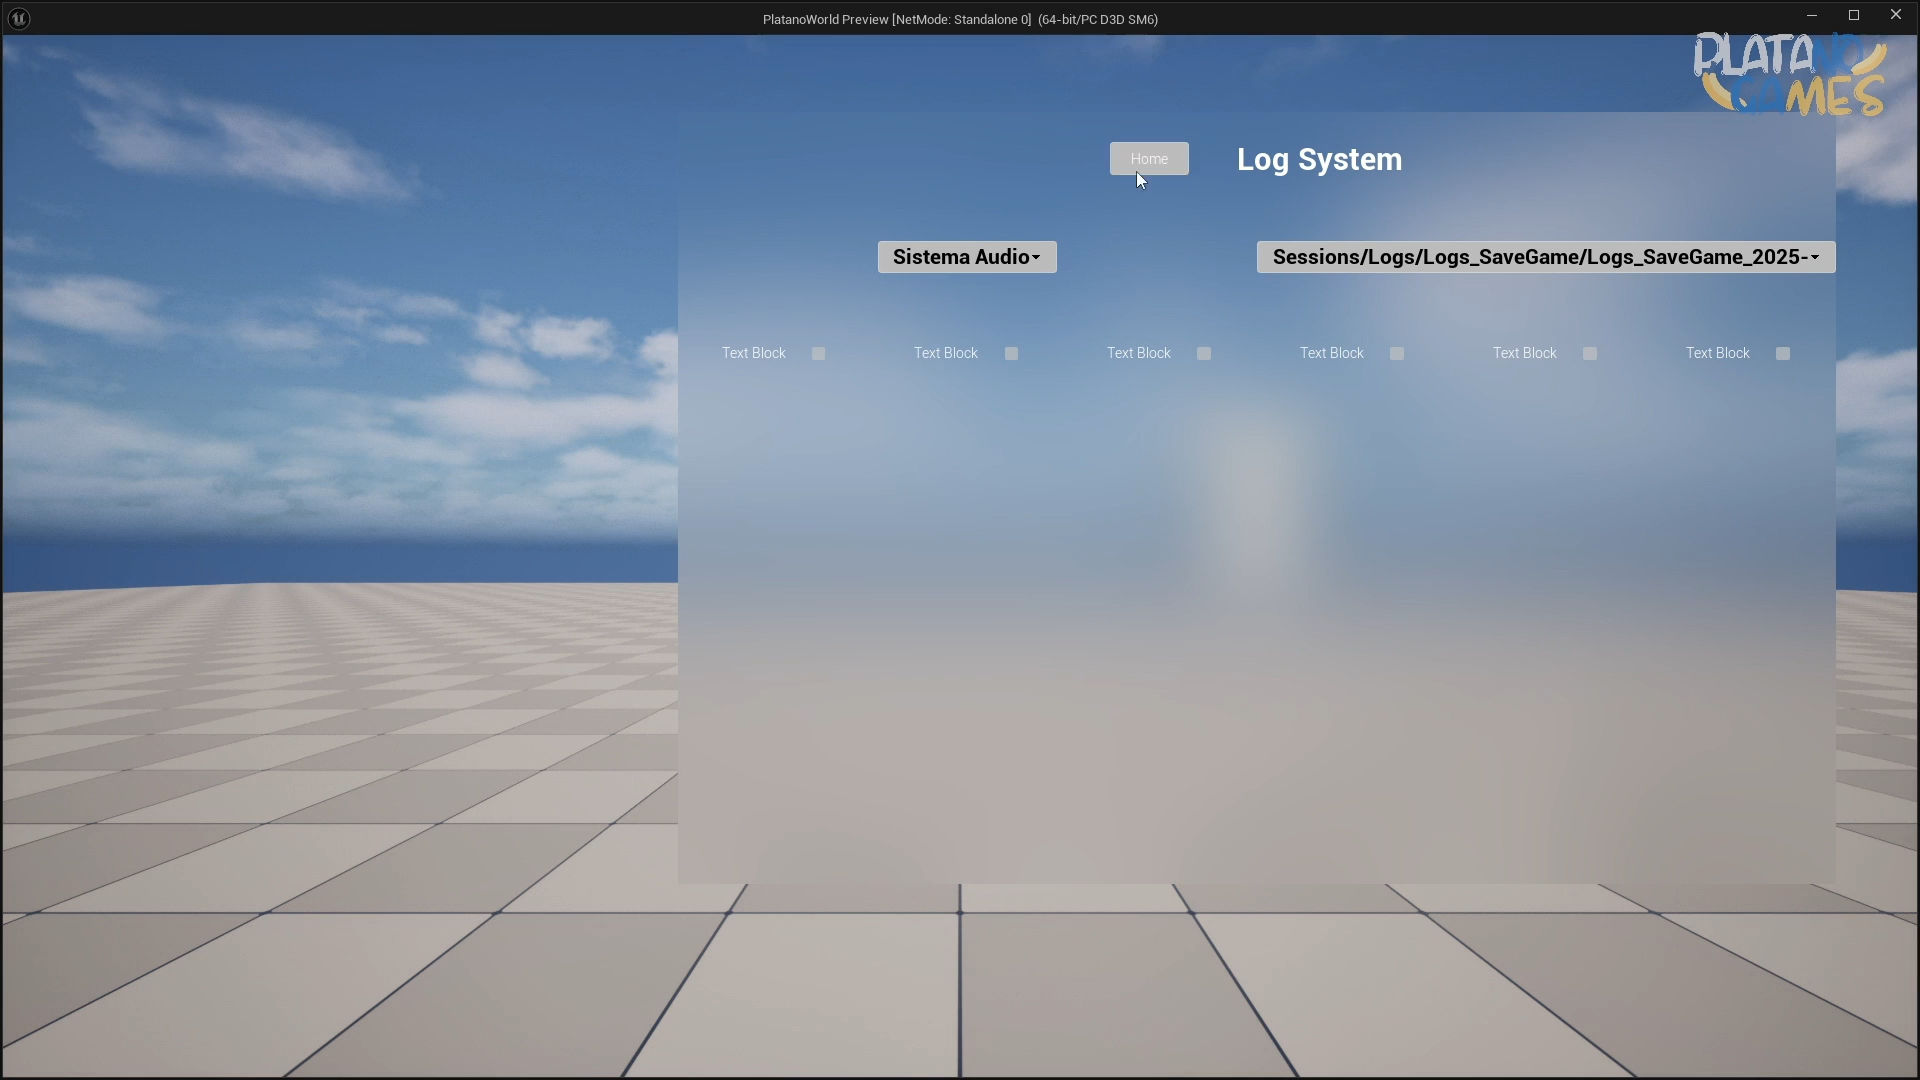 PlatanoWorld Preview [NetMode: Standalone 0] (64-bit/PC D3D SM6)
PLATANO
GAMES
Home
Log System
Sistema Audio
Sessions/Logs/Logs_SaveGame/Logs_SaveGame_2025-
Text Block Text Block Text Block Text Block Text Block Text Block